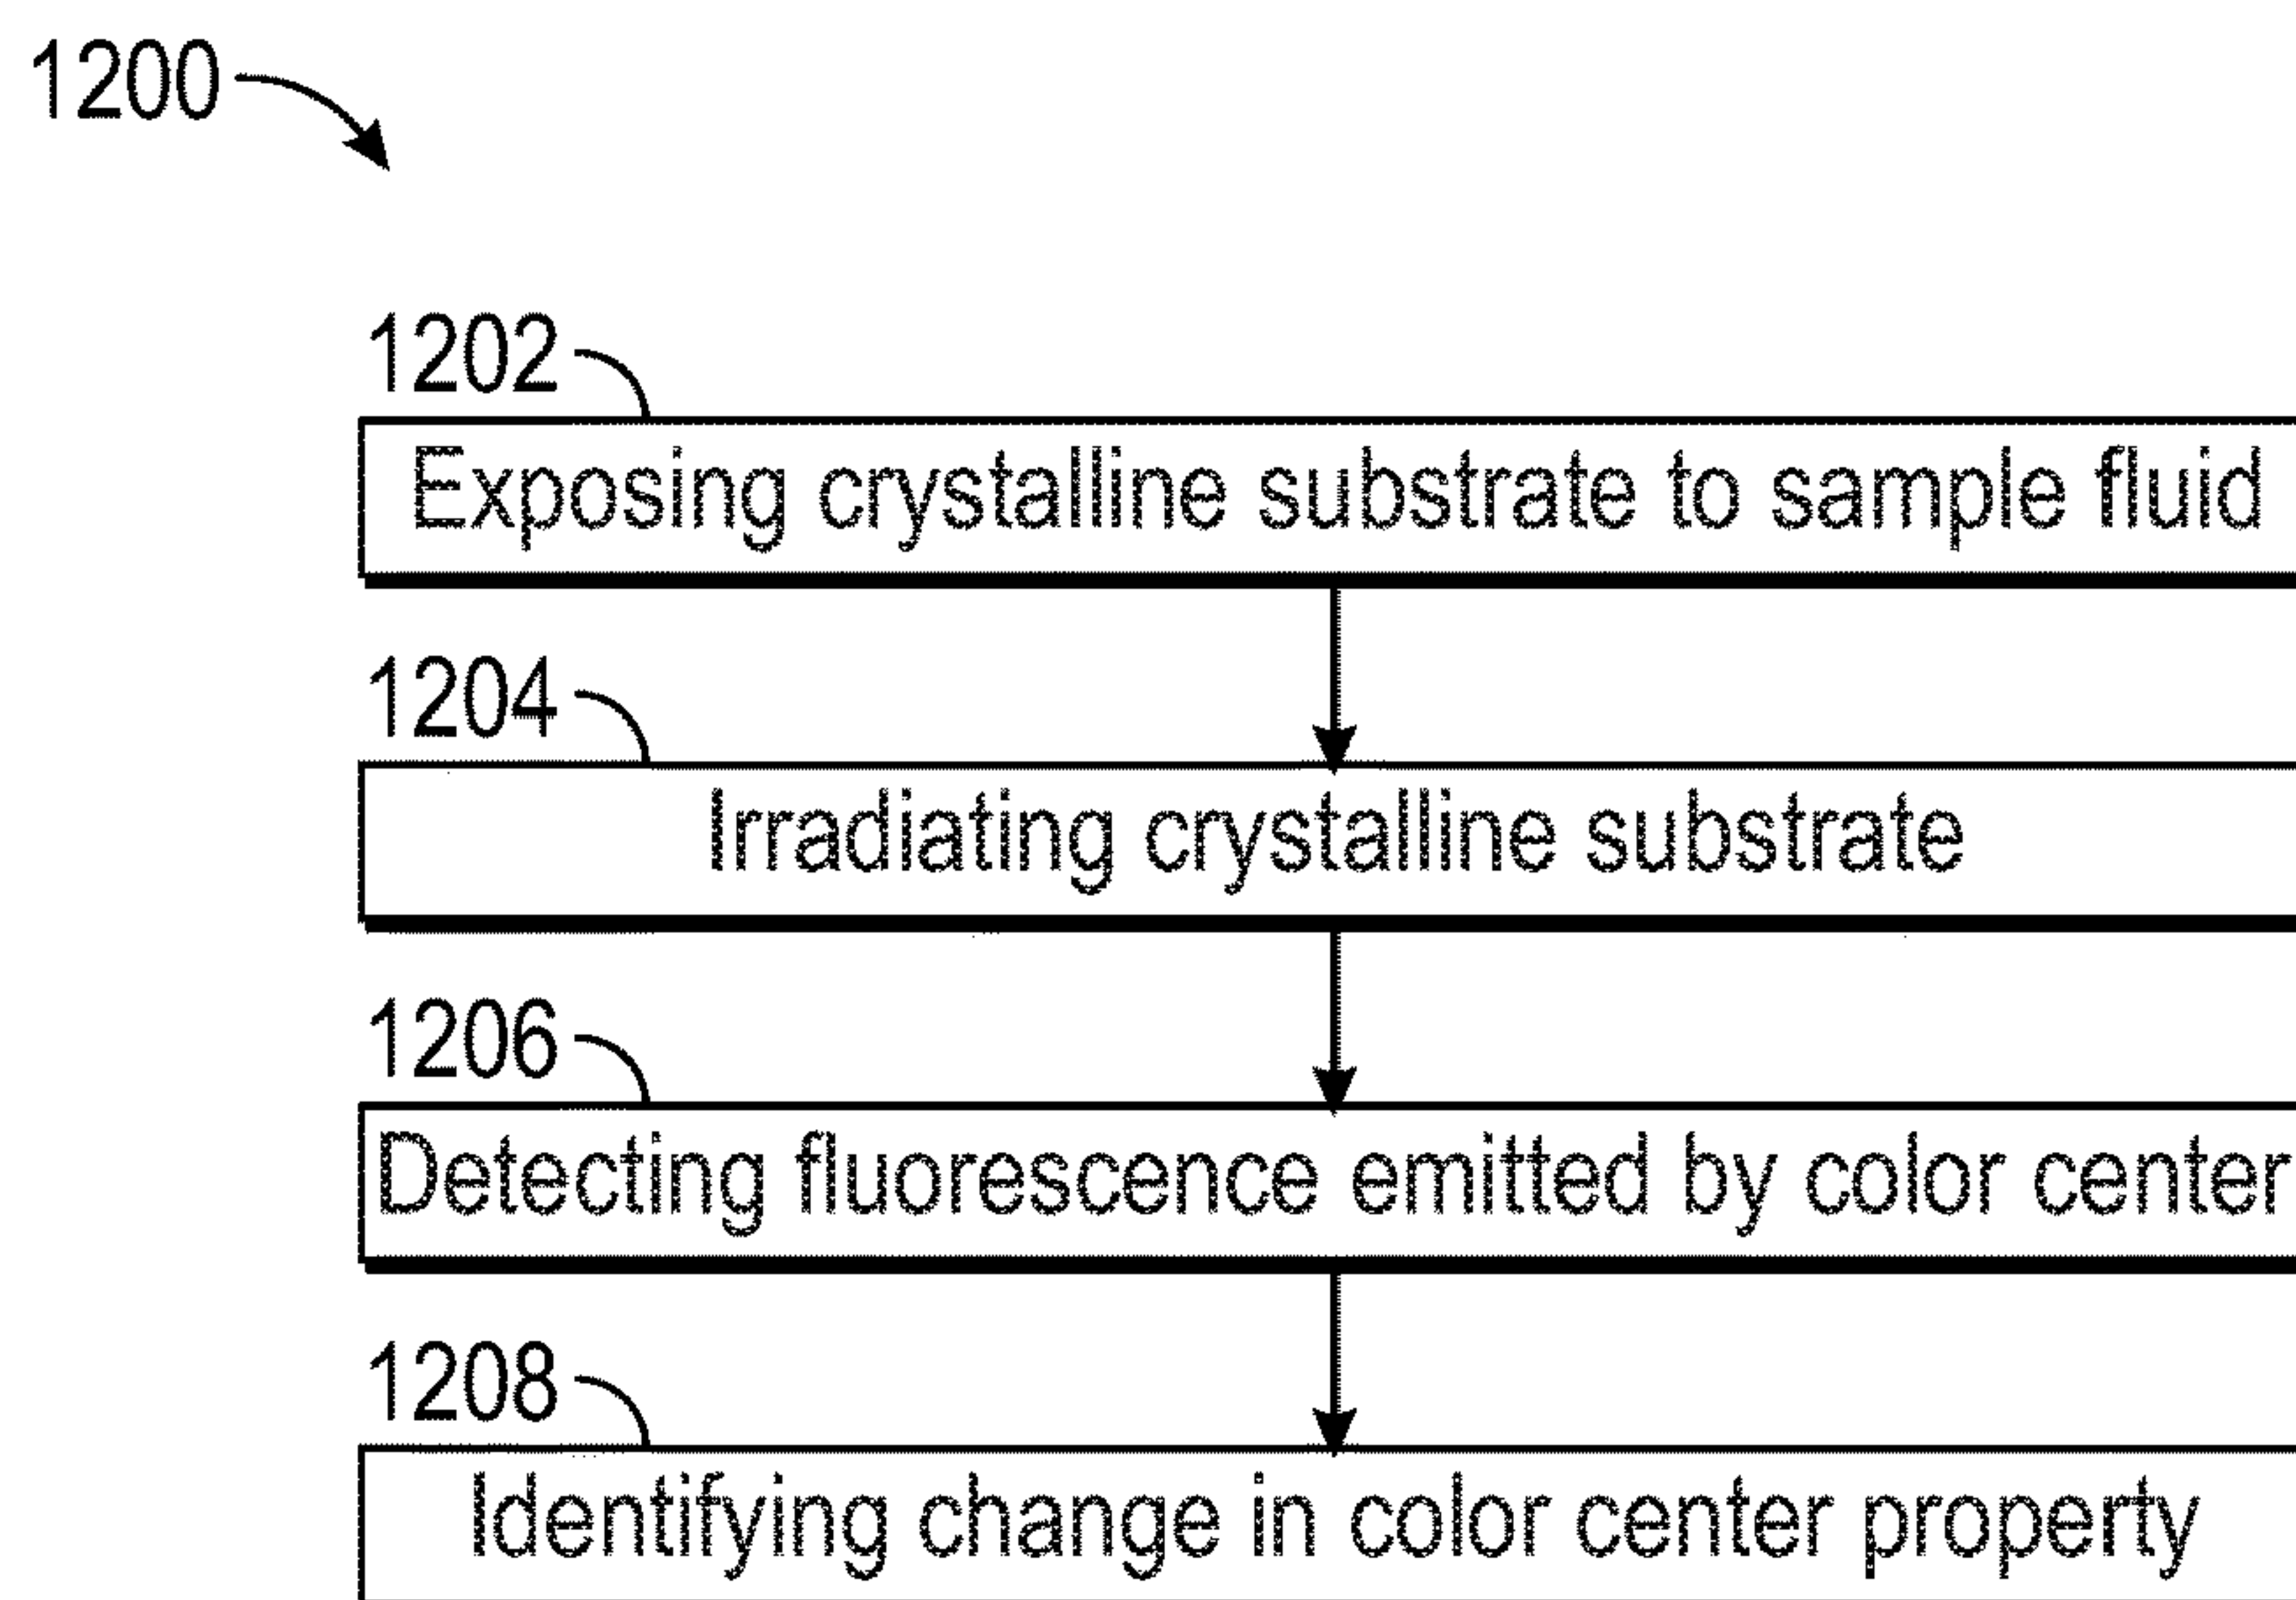 1200
1202
Exposing crystalline substrate to sample fluid
1204
Irradiating crystalline substrate
1206
Detecting fluorescence emitted by color center
1208
Identifying change in color center property